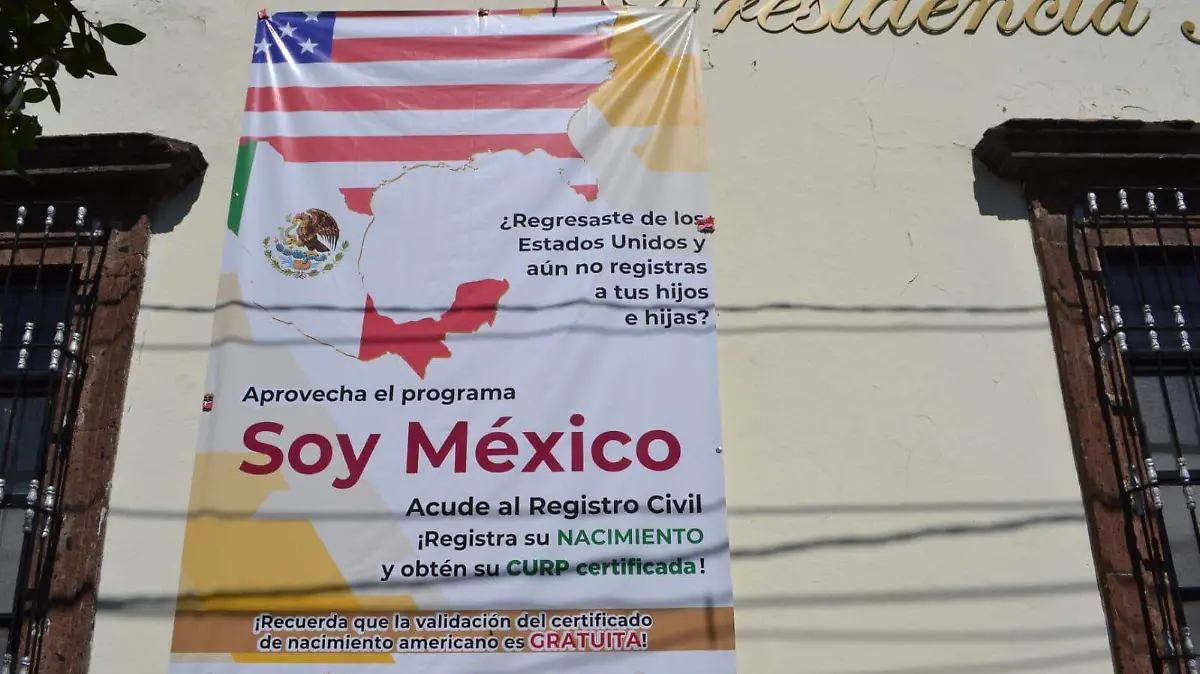 Presidencia
¿Regresaste de los
Estados Unidos y
aún no registras
a tus hijos
e hijas?
Aprovecha el programa
Soy México
Acude al Registro Civil
¡Registra su NACIMIENTO
y obtén su CURP certificada!
¡Recuerda que la validación del certificado
de nacimiento americano es GRATUITA!